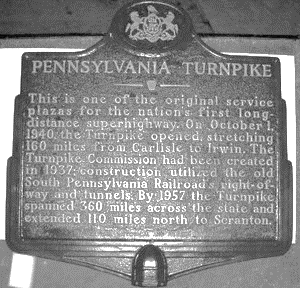 PENNSYLVANIA TURNPIKE
This is one of the original service
plazas for the nation's first long-
distance superhighway. On October 1,
1940, the Turnpike opened, stretching
160 miles from Carlisle to Irwin. The
Turnpike Commission had been created
in 1937; construction utilized the old
South Pennsylvania Railroad's right-of-
way and tunnels. By 1957 the Turnpike
spanned 360 miles across the state and
extended 110 miles north to Scranton.